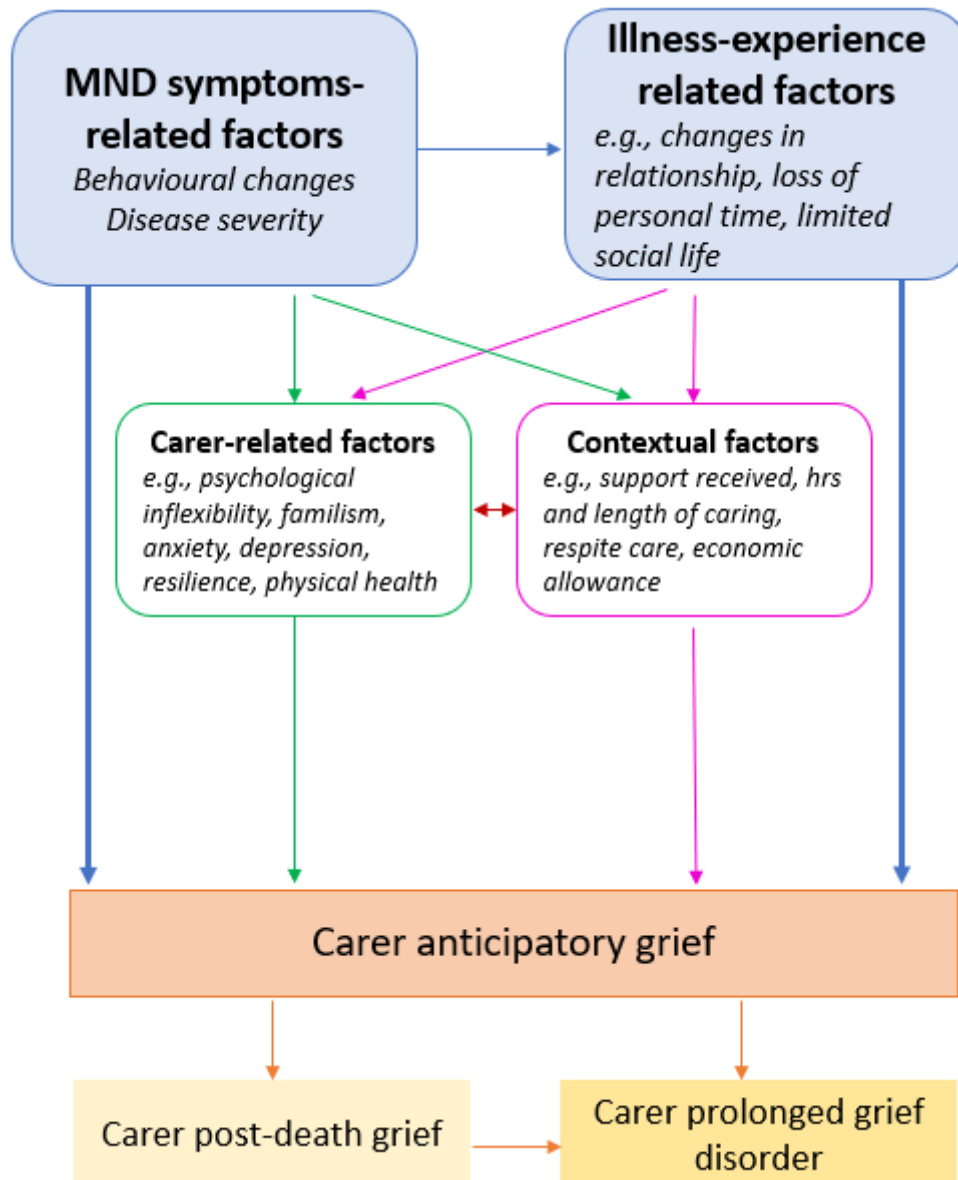 MND symptoms-
related factors
Behavioural changes
Disease severity
Illness-experience
related factors
e.g., changes in
relationship, loss of
personal time, limited
social life
Carer-related factors
e.g., psychological
inflexibility, familism,
anxiety, depression,
resilience, physical health
Contextual factors
e.g., support received, hrs
and length of caring,
respite care, economic
allowance
Carer anticipatory grief
Carer post-death grief
Carer prolonged grief
disorder